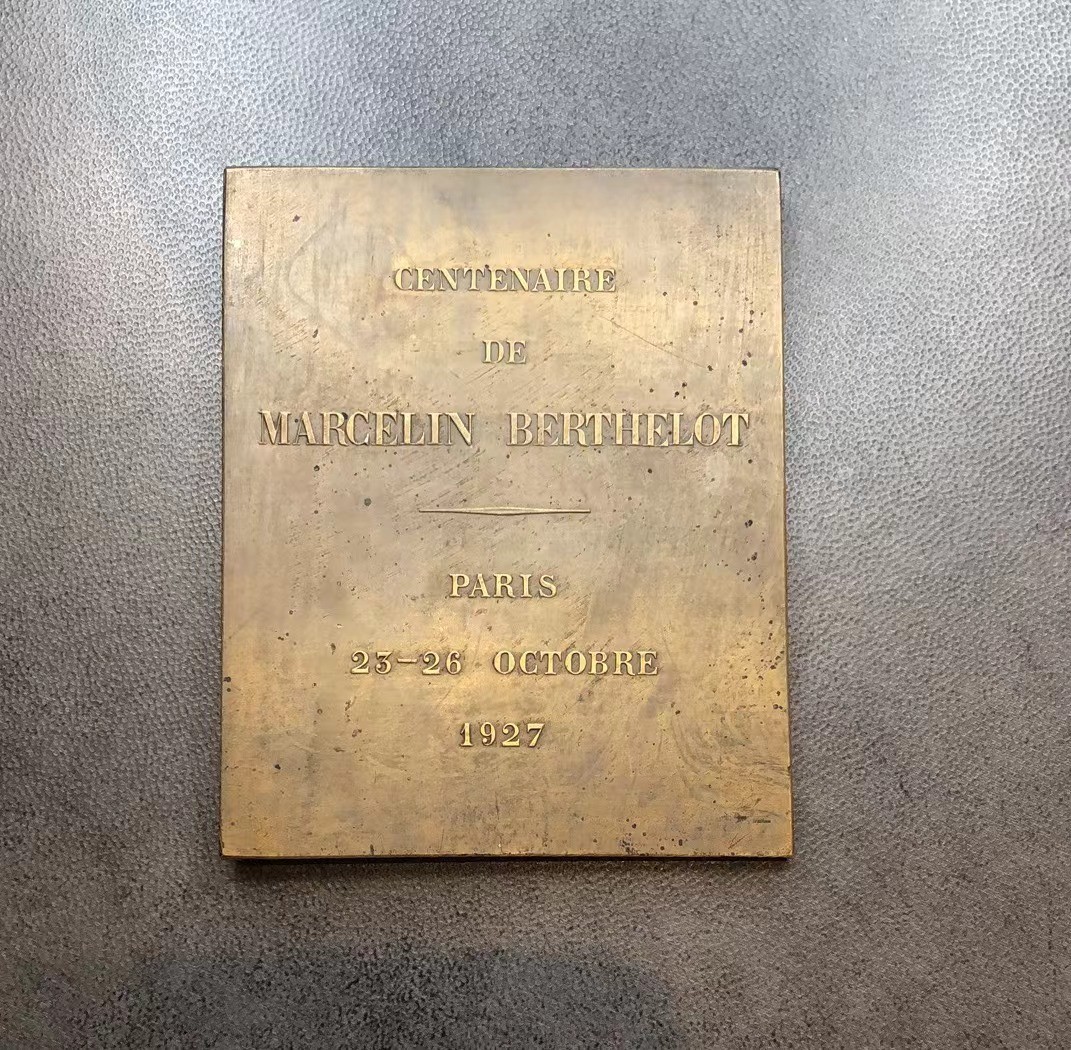 CENTENAIRE
DE
MARCELIN BERTHELOT
PARIS
23-26 OCTOBRE
1927